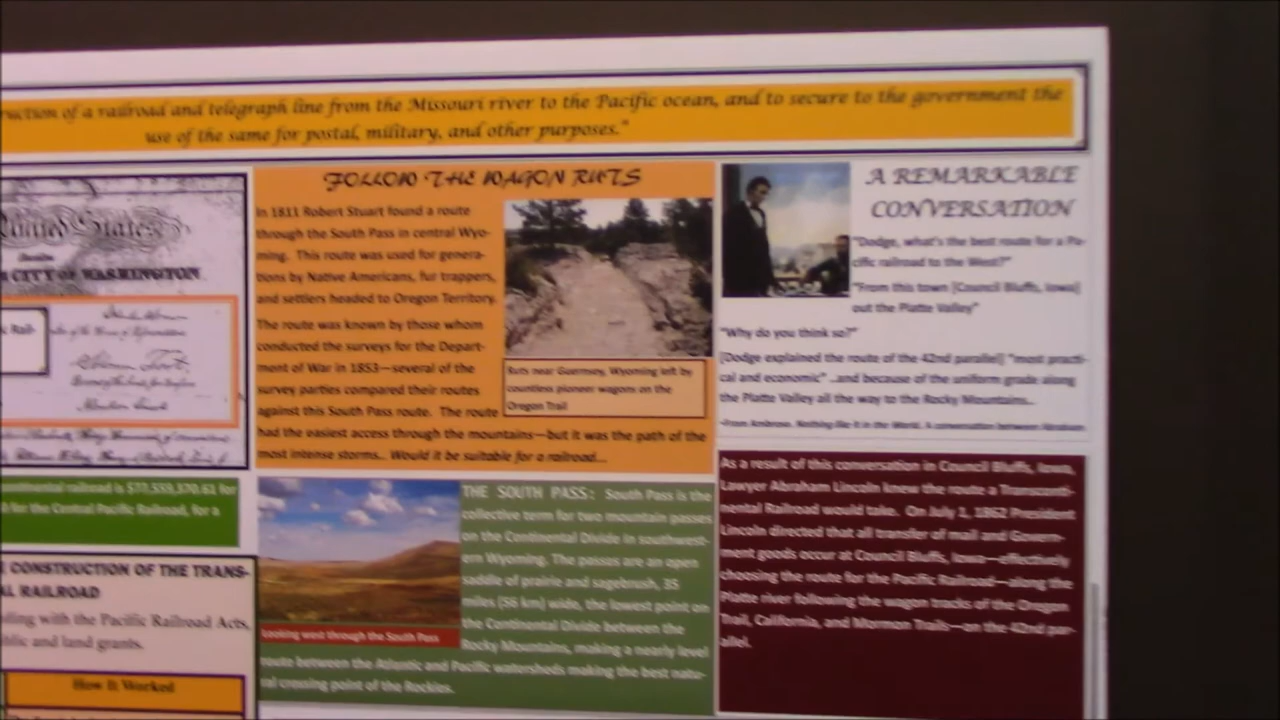 ruction of a railroad and telegraph line from the Missouri river to the Pacific ocean, and to secure to the government the
use of the same for postal, military, and other purposes."
United States
CITY OF WASHINGTON
ontinental railroad is
for the Central Pacific Railroad, for a
CONSTRUCTION OF THE TRANS-
AL RAILROAD
ding with the Pacific Railroad Acts,
blic and land grants.
How It Worked
FOLLOW THE WAGON RUTS
In 1811 Robert Stuart found a route
through the South Pass in central Wyo-
ming. This route was used for genera-
tions by Native Americans, fur trappers,
and settlers headed to Oregon Territory.
The route was known by those whom
conducted the surveys for the Depart-
ment of War in 1853—several of the
survey parties compared their routes
against this South Pass route. The route
had the easiest access through the mountains—but it was the path of the
most intense storms.. Would it be suitable for a railroad...
Ruts near Guernsey, Wyoming left by
countless pioneer wagons on the
Oregon Trail
Looking west through the South Pass
THE SOUTH PASS: South Pass is the
collective term for two mountain passes
on the Continental Divide in southwest-
ern Wyoming. The passes are an open
saddle of prairie and sagebrush, 35
miles (56 km) wide, the lowest point on
the Continental Divide between the
Rocky Mountains, making a nearly level
route between the Atlantic and Pacific watersheds making the best natu-
ral crossing point of the Rockies.
A REMARKABLE
CONVERSATION
"Dodge, what's the best route for a Pa-
cific railroad to the West?"
"From this town [Council Bluffs, Iowa]
out the Platte Valley"
"Why do you think so?"
[Dodge explained the route of the 42nd parallel] "most practi-
cal and economic" ..and because of the uniform grade along
the Platte Valley all the way to the Rocky Mountains..
-From Ambrose, Nothing like it in the World. A conversation between Abraham
As a result of this conversation in Council Bluffs, Iowa,
Lawyer Abraham Lincoln knew the route a Transconti-
nental Railroad would take. On July 1, 1862 President
Lincoln directed that all transfer of mail and Govern-
ment goods occur at Council Bluffs, Iowa—effectively
choosing the route for the Pacific Railroad—along the
Platte river following the wagon tracks of the Oregon
Trail, California, and Mormon Trails—on the 42nd par-
allel.